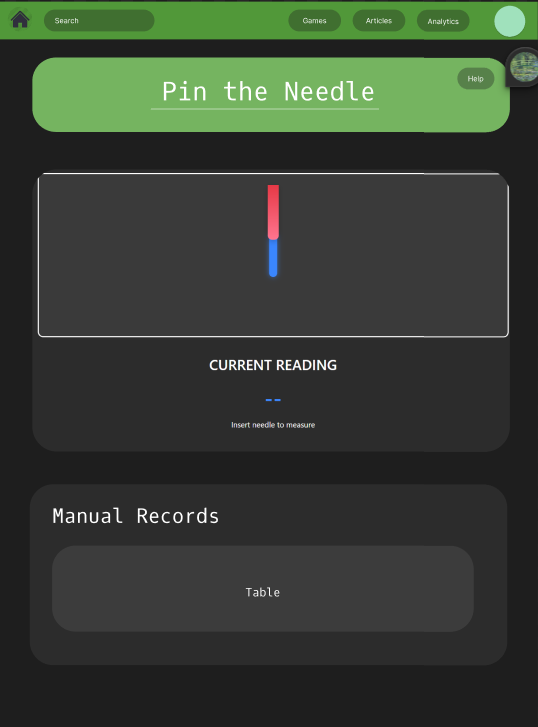 Search
Games
Articles
Analytics
Pin the Needle
Help
CURRENT READING
--
Insert needle to measure
Manual Records
Table